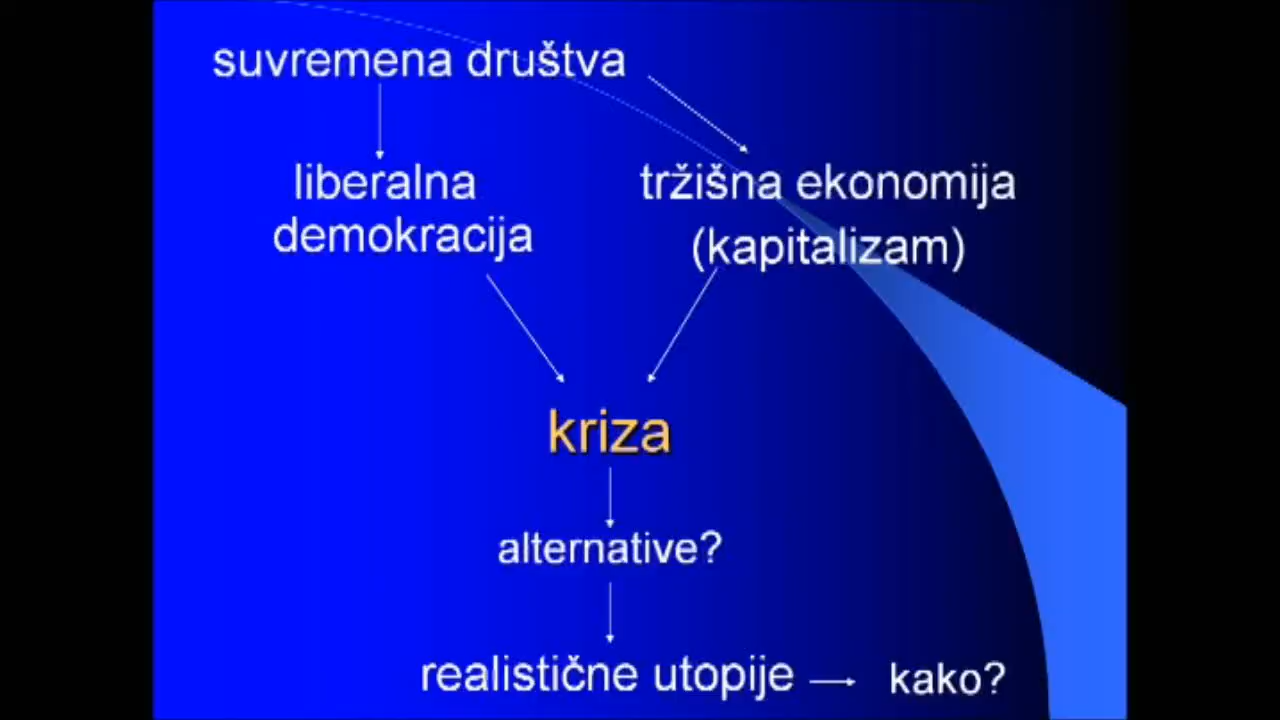 suvremena društva
liberalna
demokracija
tržišna ekonomija
(kapitalizam)
kriza
alternative?
realistične utopije
kako?